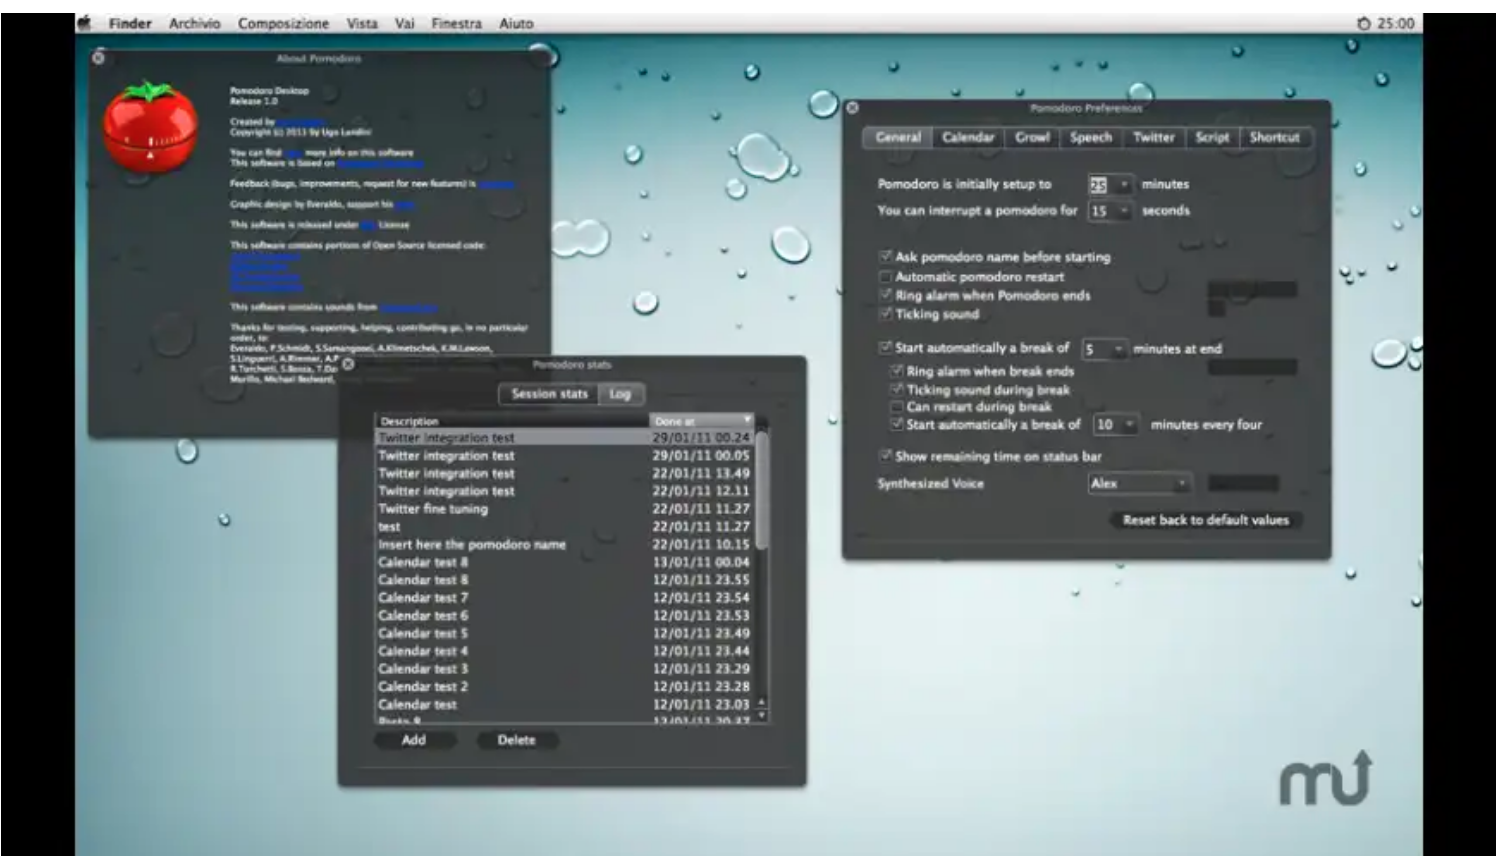 Finder Archivio Composizione Vista Vai Finestra Aiuto
25:00
About Pomodoro
Pomodoro Desktop
Release 1.0
Created by
Copyright (c) 2011 by Ugo Landini
You can find more info on this software
This software is based on
Feedback (bugs, improvements, request for new features) is
Graphic design by Everaldo, support his
This software is released under License
This software contains portions of Open Source licensed code:
This software contains sounds from
Thanks for testing, supporting, helping, contributing go, in no particular
order, to:
Everaldo, P.Schmidt, S.Samangooei, A.Klimetschek, K.M.Lawson,
S.Linguerri, A.Riemer,
Murillo, Michael Bedward,
Pomodoro Preferences
General Calendar Growl Speech Twitter Script Shortcut
Pomodoro is initially setup to 25 minutes
You can interrupt a pomodoro for 15 seconds
Ask pomodoro name before starting
Automatic pomodoro restart
Ring alarm when Pomodoro ends
Ticking sound
Start automatically a break of 5 minutes at end
Ring alarm when break ends
Ticking sound during break
Can restart during break
Start automatically a break of 10 minutes every four
Show remaining time on status bar
Synthesized Voice Alex
Reset back to default values
Pomodoro stats
Session stats Log
Description Done at
Twitter integration test 29/01/11 00.24
Twitter integration test 29/01/11 00.05
Twitter integration test 22/01/11 13.49
Twitter integration test 22/01/11 12.11
Twitter fine tuning 22/01/11 11.27
test 22/01/11 11.27
Insert here the pomodoro name 22/01/11 10.15
Calendar test 8 13/01/11 00.04
Calendar test 8 12/01/11 23.55
Calendar test 7 12/01/11 23.54
Calendar test 6 12/01/11 23.53
Calendar test 5 12/01/11 23.49
Calendar test 4 12/01/11 23.44
Calendar test 3 12/01/11 23.29
Calendar test 2 12/01/11 23.28
Calendar test 12/01/11 23.03
Add Delete
mu